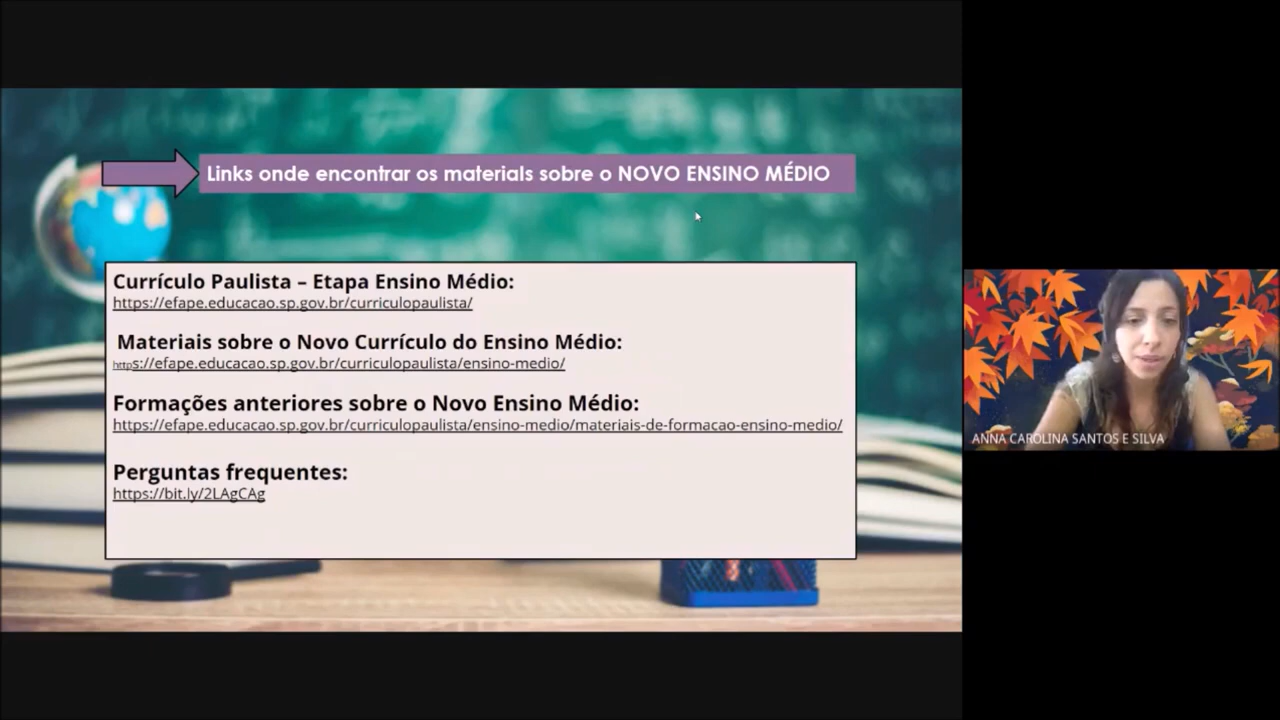 Links onde encontrar os materiais sobre o NOVO ENSINO MÉDIO
Currículo Paulista – Etapa Ensino Médio:
https://efape.educacao.sp.gov.br/curriculopaulista/
Materiais sobre o Novo Currículo do Ensino Médio:
https://efape.educacao.sp.gov.br/curriculopaulista/ensino-medio/
Formações anteriores sobre o Novo Ensino Médio:
https://efape.educacao.sp.gov.br/curriculopaulista/ensino-medio/materiais-de-formacao-ensino-medio/
Perguntas frequentes:
https://bit.ly/2LAgCAg
ANNA CAROLINA SANTOS E SILVA